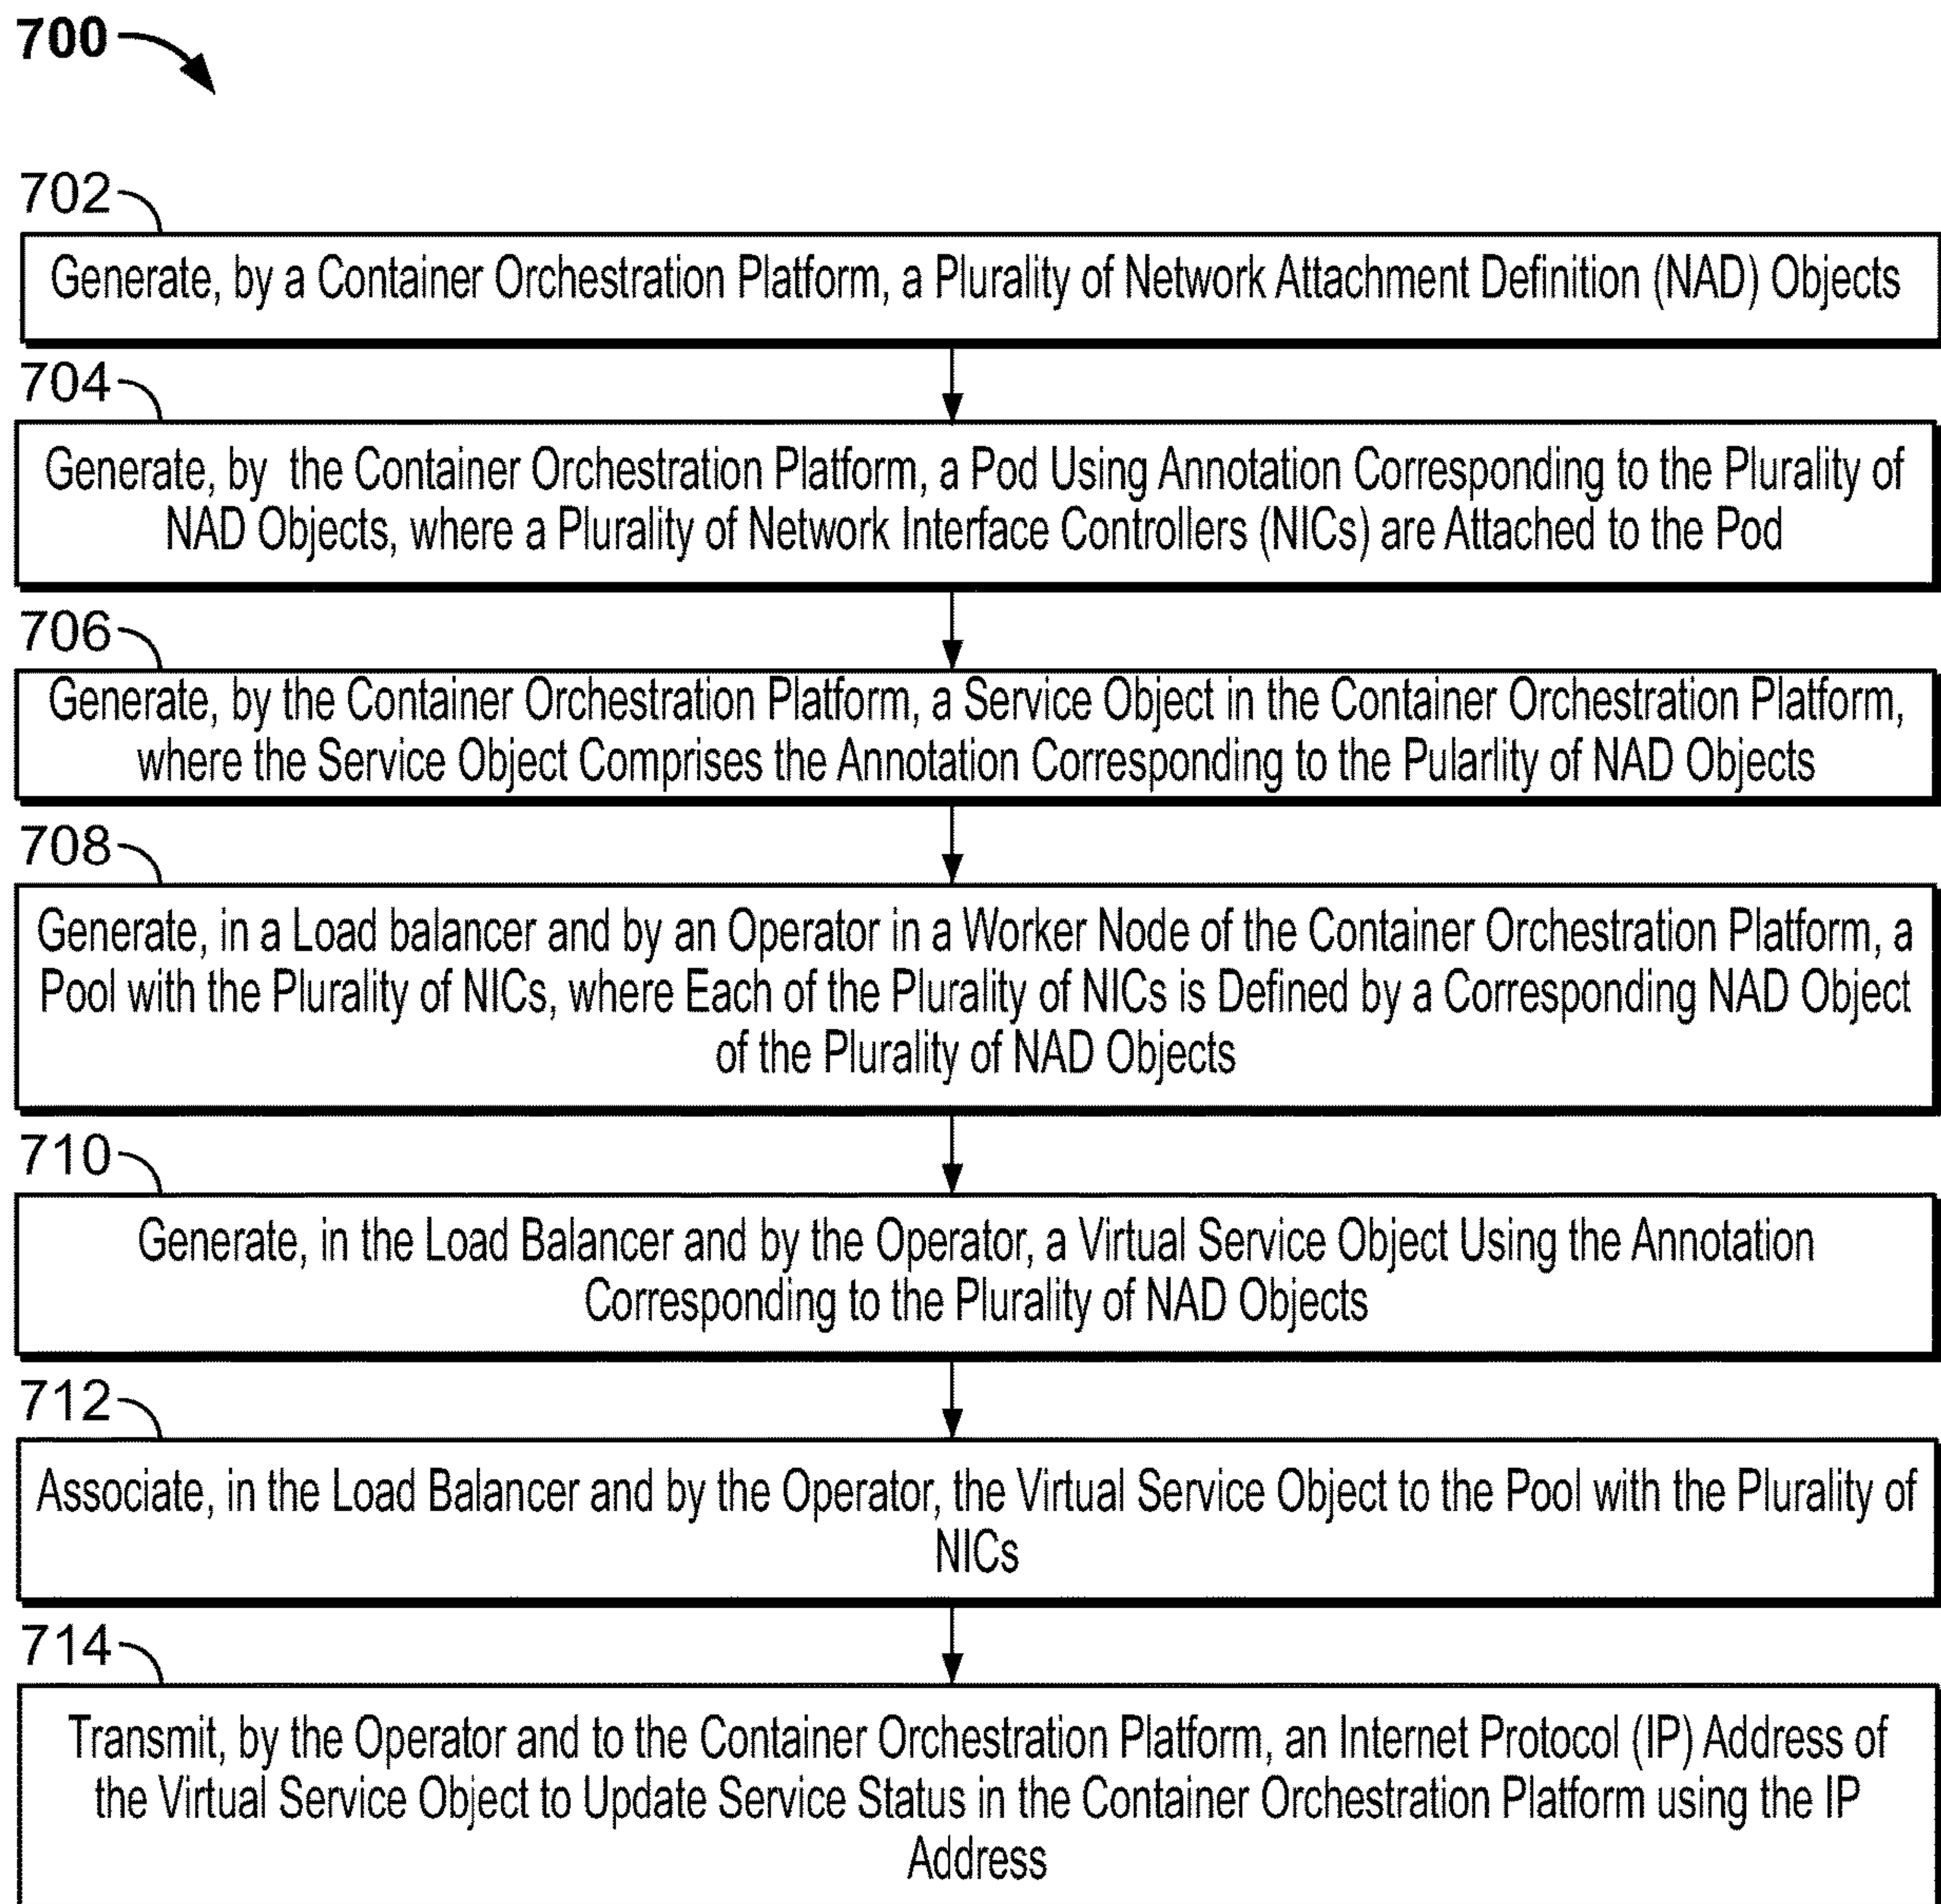 700
702
Generate, by a Container Orchestration Platform, a Plurality of Network Attachment Definition (NAD) Objects
704
Generate, by the Container Orchestration Platform, a Pod Using Annotation Corresponding to the Plurality of
NAD Objects, where a Plurality of Network Interface Controllers (NICs) are Attached to the Pod
706
Generate, by the Container Orchestration Platform, a Service Object in the Container Orchestration Platform,
where the Service Object Comprises the Annotation Corresponding to the Pularlity of NAD Objects
708
Generate, in a Load balancer and by an Operator in a Worker Node of the Container Orchestration Platform, a
Pool with the Plurality of NICs, where Each of the Plurality of NICs is Defined by a Corresponding NAD Object
of the Plurality of NAD Objects
710
Generate, in the Load Balancer and by the Operator, a Virtual Service Object Using the Annotation
Corresponding to the Plurality of NAD Objects
712
Associate, in the Load Balancer and by the Operator, the Virtual Service Object to the Pool with the Plurality of
NICs
714
Transmit, by the Operator and to the Container Orchestration Platform, an Internet Protocol (IP) Address of
the Virtual Service Object to Update Service Status in the Container Orchestration Platform using the IP
Address